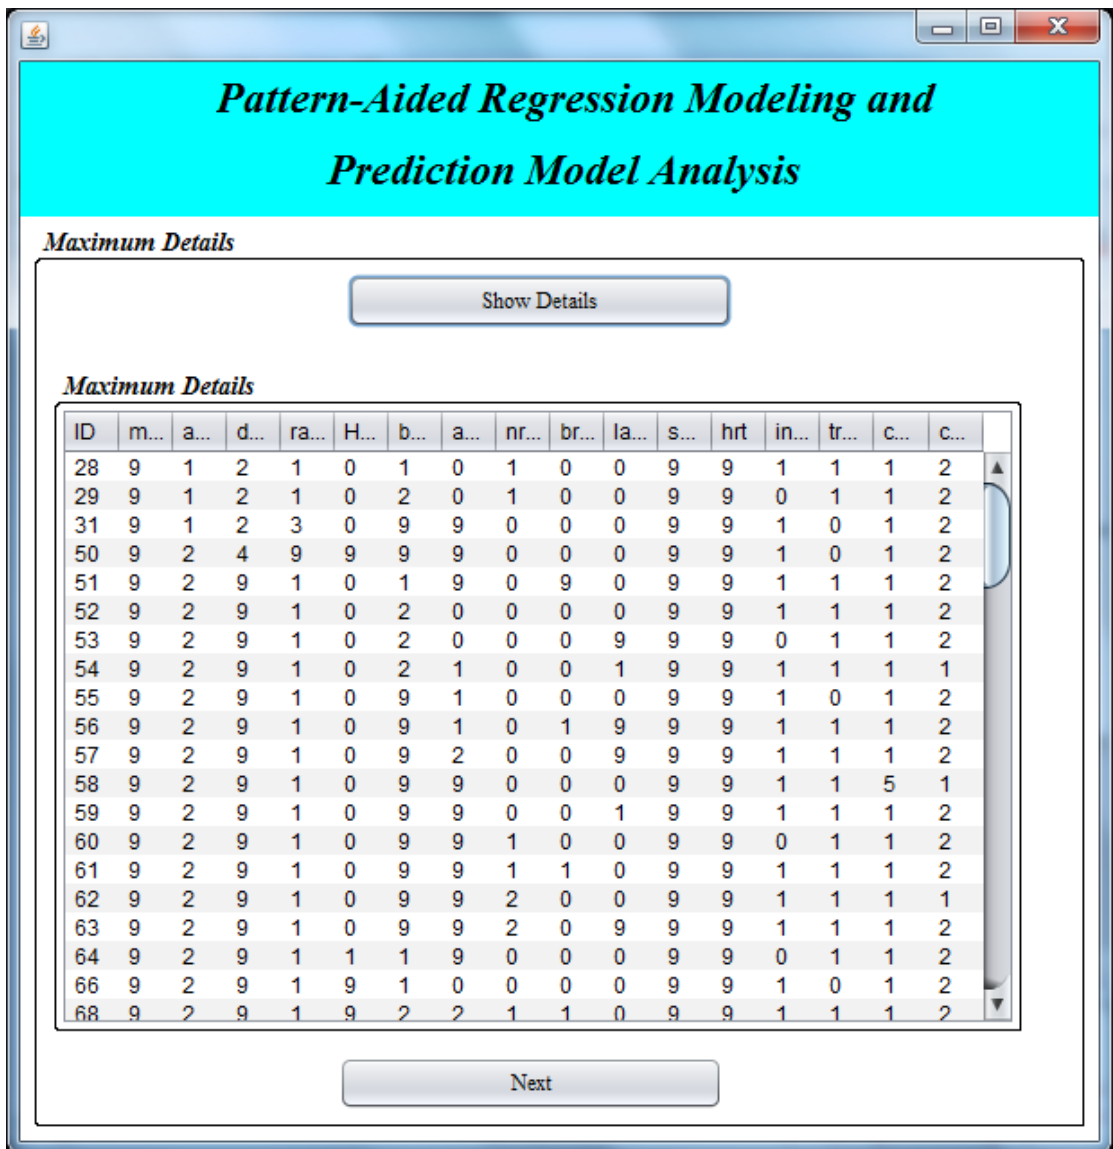 Pattern-Aided Regression Modeling and
Prediction Model Analysis
Maximum Details
Show Details
Maximum Details
ID m... a... d... ra... H... b... a... nr... br... la... s... hrt in... tr... c... c...
28 9 1 2 1 0 1 0 1 0 0 9 9 1 1 1 2
29 9 1 2 1 0 2 0 1 0 0 9 9 0 1 1 2
31 9 1 2 3 0 9 9 0 0 0 9 9 1 0 1 2
50 9 2 4 9 9 9 9 0 0 0 9 9 1 0 1 2
51 9 2 9 1 0 1 9 0 9 0 9 9 1 1 1 2
52 9 2 9 1 0 2 0 0 0 0 9 9 1 1 1 2
53 9 2 9 1 0 2 0 0 0 9 9 9 0 1 1 2
54 9 2 9 1 0 2 1 0 0 1 9 9 1 1 1 1
55 9 2 9 1 0 9 1 0 0 0 9 9 1 0 1 2
56 9 2 9 1 0 9 1 0 1 9 9 9 1 1 1 2
57 9 2 9 1 0 9 2 0 0 9 9 9 1 1 1 2
58 9 2 9 1 0 9 9 0 0 0 9 9 1 1 5 1
59 9 2 9 1 0 9 9 0 0 1 9 9 1 1 1 2
60 9 2 9 1 0 9 9 1 0 0 9 9 0 1 1 2
61 9 2 9 1 0 9 9 1 1 0 9 9 1 1 1 2
62 9 2 9 1 0 9 9 2 0 0 9 9 1 1 1 1
63 9 2 9 1 0 9 9 2 0 9 9 9 1 1 1 2
64 9 2 9 1 1 1 9 0 0 0 9 9 0 1 1 2
66 9 2 9 1 9 1 0 0 0 0 9 9 1 0 1 2
68 9 2 9 1 9 2 2 1 1 0 9 9 1 1 1 2
Next